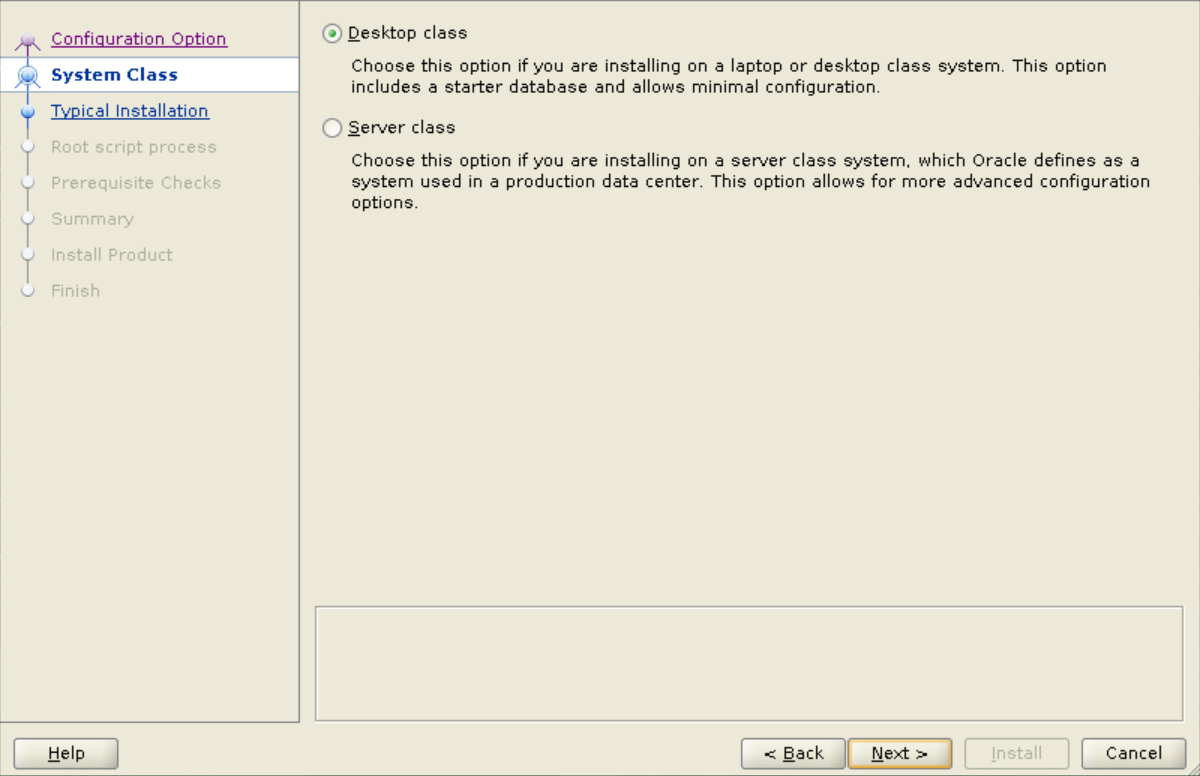 Configuration Option
System Class
Typical Installation
Root script process
Prerequisite Checks
Summary
Install Product
Finish
Desktop class
Choose this option if you are installing on a laptop or desktop class system. This option
includes a starter database and allows minimal configuration.
Server class
Choose this option if you are installing on a server class system, which Oracle defines as a
system used in a production data center. This option allows for more advanced configuration
options.
Help
< Back
Next >
Install
Cancel